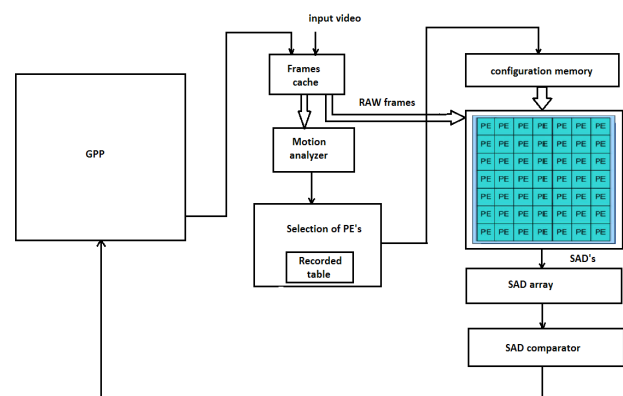 input video
Frames
cache
configuration memory
RAW frames
GPP
Motion
analyzer
PE PE PE PE PE PE PE
PE PE PE PE PE PE PE
PE PE PE PE PE PE PE
PE PE PE PE PE PE PE
PE PE PE PE PE PE PE
PE PE PE PE PE PE PE
PE PE PE PE PE PE PE
Selection of PE's
Recorded
table
SAD's
SAD array
SAD comparator